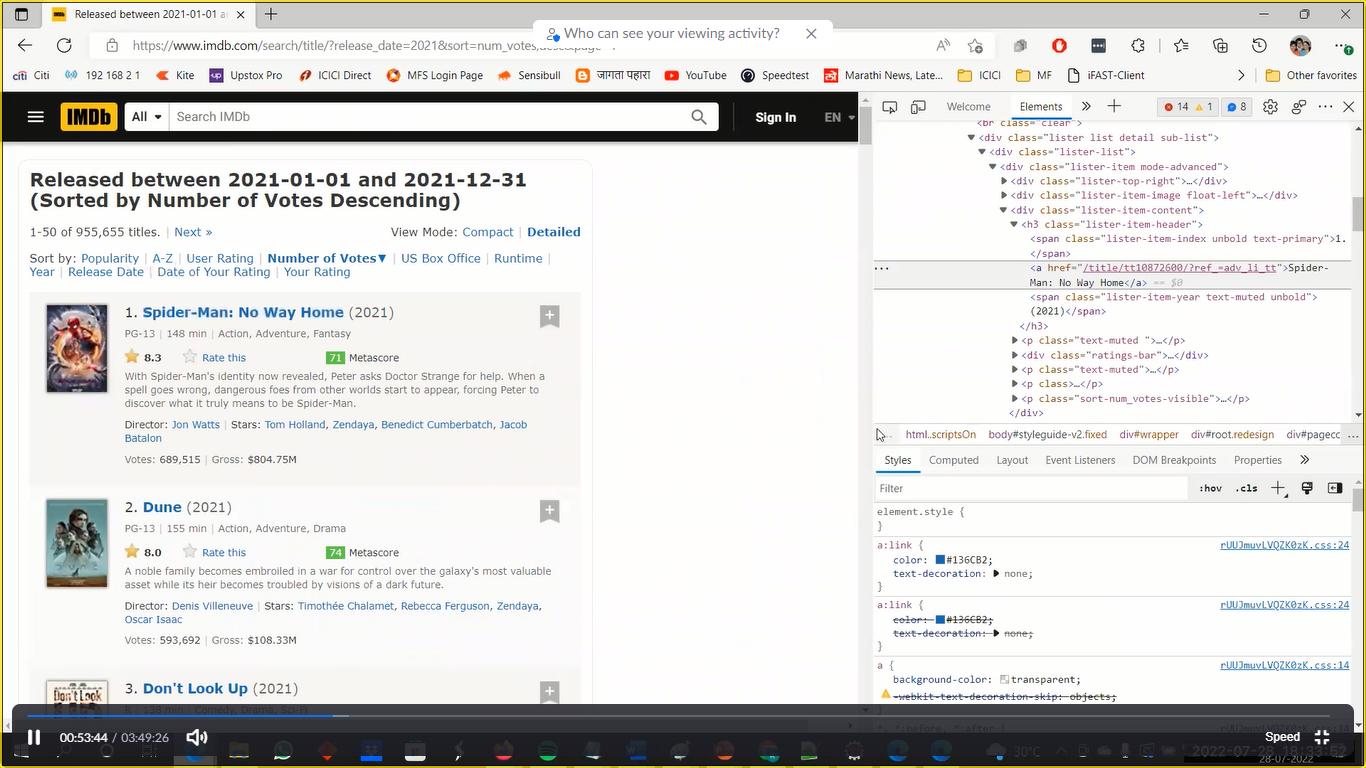 Released between 2021-01-01 a
Who can see your viewing activity?
https://www.imdb.com/search/title/?release_date=2021&sort=num_votes,desc&page
Citi
192 168 2 1
Kite
Upstox Pro
ICICI Direct
MFS Login Page
Sensibull
जागता पहारा
YouTube
Speedtest
Marathi News, Late...
ICICI
MF
iFAST-Client
Other favorites
IMDb
All
Search IMDb
Sign In
EN
Released between 2021-01-01 and 2021-12-31
(Sorted by Number of Votes Descending)
1-50 of 955,655 titles. | Next »
View Mode: Compact | Detailed
Sort by: Popularity | A-Z | User Rating | Number of Votes▼ | US Box Office | Runtime |
Year | Release Date | Date of Your Rating | Your Rating
1. Spider-Man: No Way Home (2021)
PG-13 | 148 min | Action, Adventure, Fantasy
8.3 Rate this 71 Metascore
With Spider-Man's identity now revealed, Peter asks Doctor Strange for help. When a
spell goes wrong, dangerous foes from other worlds start to appear, forcing Peter to
discover what it truly means to be Spider-Man.
Director: Jon Watts | Stars: Tom Holland, Zendaya, Benedict Cumberbatch, Jacob
Batalon
Votes: 689,515 | Gross: $804.75M
2. Dune (2021)
PG-13 | 155 min | Action, Adventure, Drama
8.0 Rate this 74 Metascore
A noble family becomes embroiled in a war for control over the galaxy's most valuable
asset while its heir becomes troubled by visions of a dark future.
Director: Denis Villeneuve | Stars: Timothée Chalamet, Rebecca Ferguson, Zendaya,
Oscar Isaac
Votes: 593,692 | Gross: $108.33M
Don't Look
3. Don't Look Up (2021)
R | 138 min | Comedy, Drama, Sci-Fi
Welcome
Elements
14
1
8
<br class="clear">
<div class="lister list detail sub-list">
<div class="lister-list">
<div class="lister-item mode-advanced">
<div class="lister-top-right">…</div>
<div class="lister-image float-left">…</div>
<div class="lister-item-content">
<h3 class="lister-item-header">
<span class="lister-item-index unbold text-primary">1.
</span>
<a href="/title/tt10872600/?ref_=adv_li_tt">Spider-
Man: No Way Home</a> == $0
<span class="lister-item-year text-muted unbold">
(2021)</span>
</h3>
<p class="text-muted ">…</p>
<div class="ratings-bar">…</div>
<p class="text-muted">…</p>
<p class>…</p>
<p class="sort-num_votes-visible">…</p>
</div>
html..scriptsOn
body#styleguide-v2.fixed
div#wrapper
div#root.redesign
div#pagecc
Styles
Computed
Layout
Event Listeners
DOM Breakpoints
Properties
Filter
:hov
.cls
element.style {
}
a:link { rUUJmuvLVQZK0zK.css:24
color: #136CB2;
text-decoration: ▶ none;
}
a:link { rUUJmuvLVQZK0zK.css:24
color: #136CB2;
text-decoration: ▶ none;
}
a { rUUJmuvLVQZK0zK.css:14
background-color: transparent;
-webkit-text-decoration-skip: objects;
*, ":before, ":after {
00:53:44 / 03:49:26
Speed
30°C
2022-07-28 18:33:52
28-07-2022